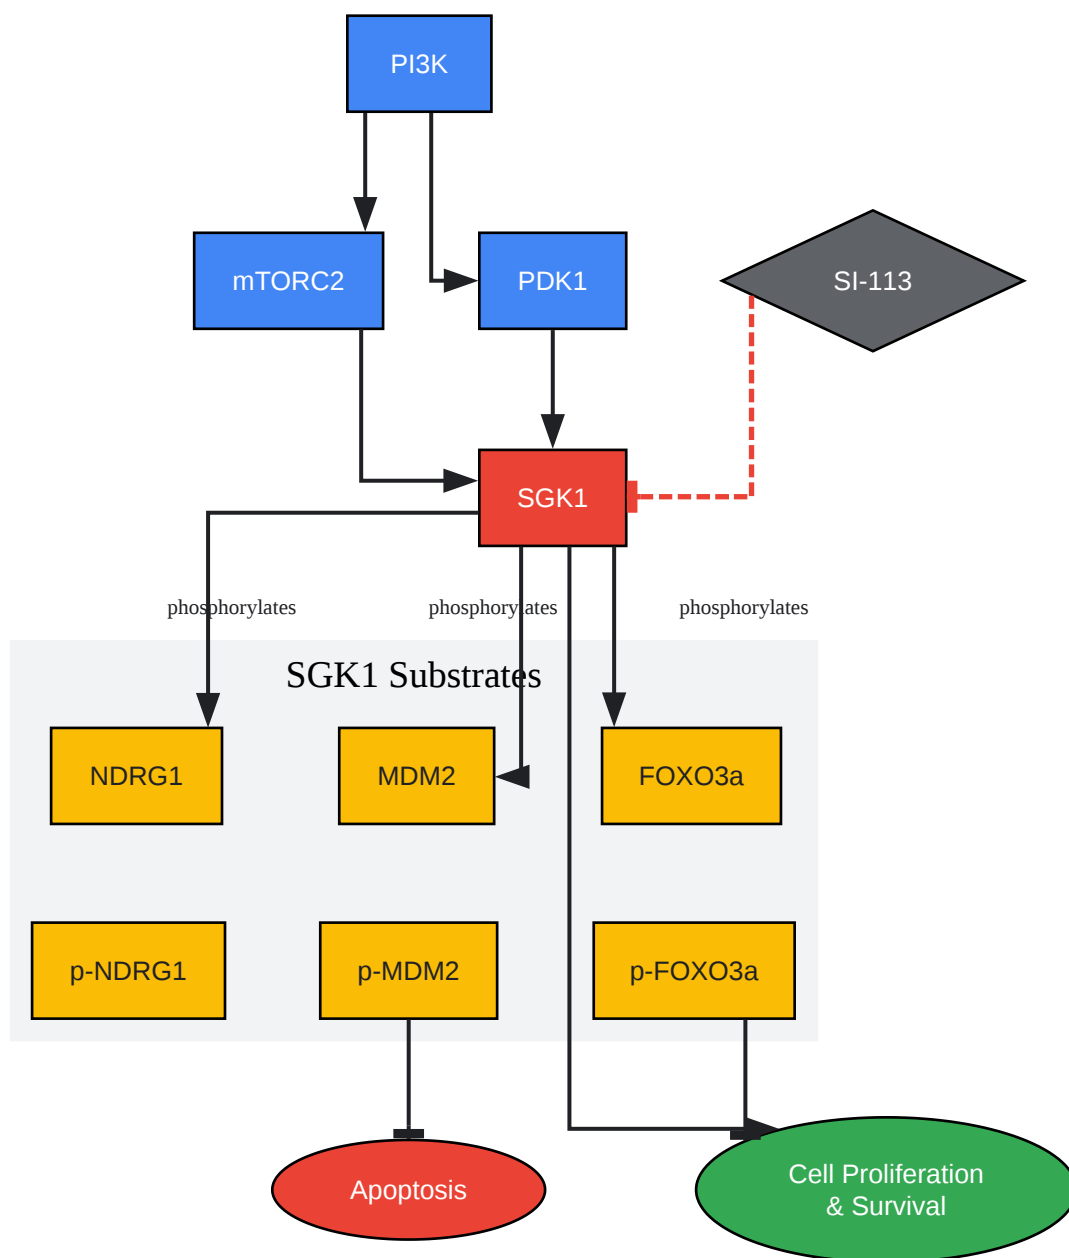 PI3K
mTORC2
PDK1
SI-113
SGK1
phosphorylates
phosphorylates
phosphorylates
SGK1 Substrates
NDRG1
MDM2
FOXO3a
p-NDRG1
p-MDM2
p-FOXO3a
Apoptosis
Cell Proliferation
& Survival